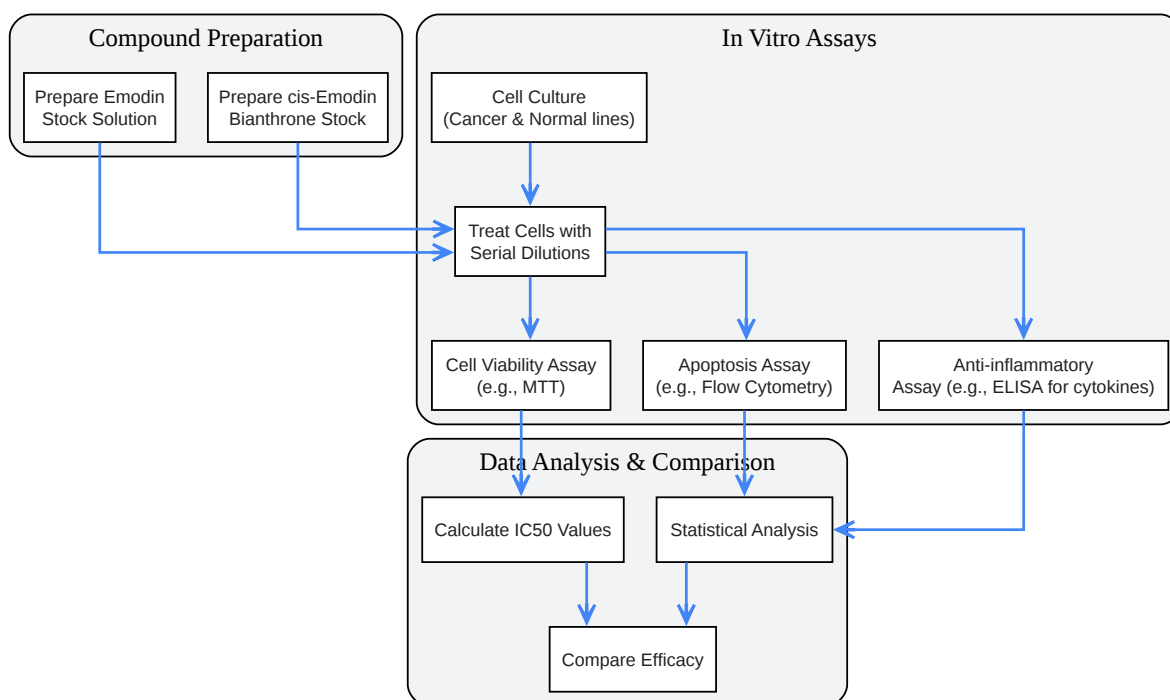 Compound Preparation
Prepare Emodin
Stock Solution
Prepare cis-Emodin
Bianthrone Stock
In Vitro Assays
Cell Culture
(Cancer & Normal lines)
Treat Cells with
Serial Dilutions
Cell Viability Assay
(e.g., MTT)
Apoptosis Assay
(e.g., Flow Cytometry)
Anti-inflammatory
Assay (e.g., ELISA for cytokines)
Data Analysis & Comparison
Calculate IC50 Values
Statistical Analysis
Compare Efficacy